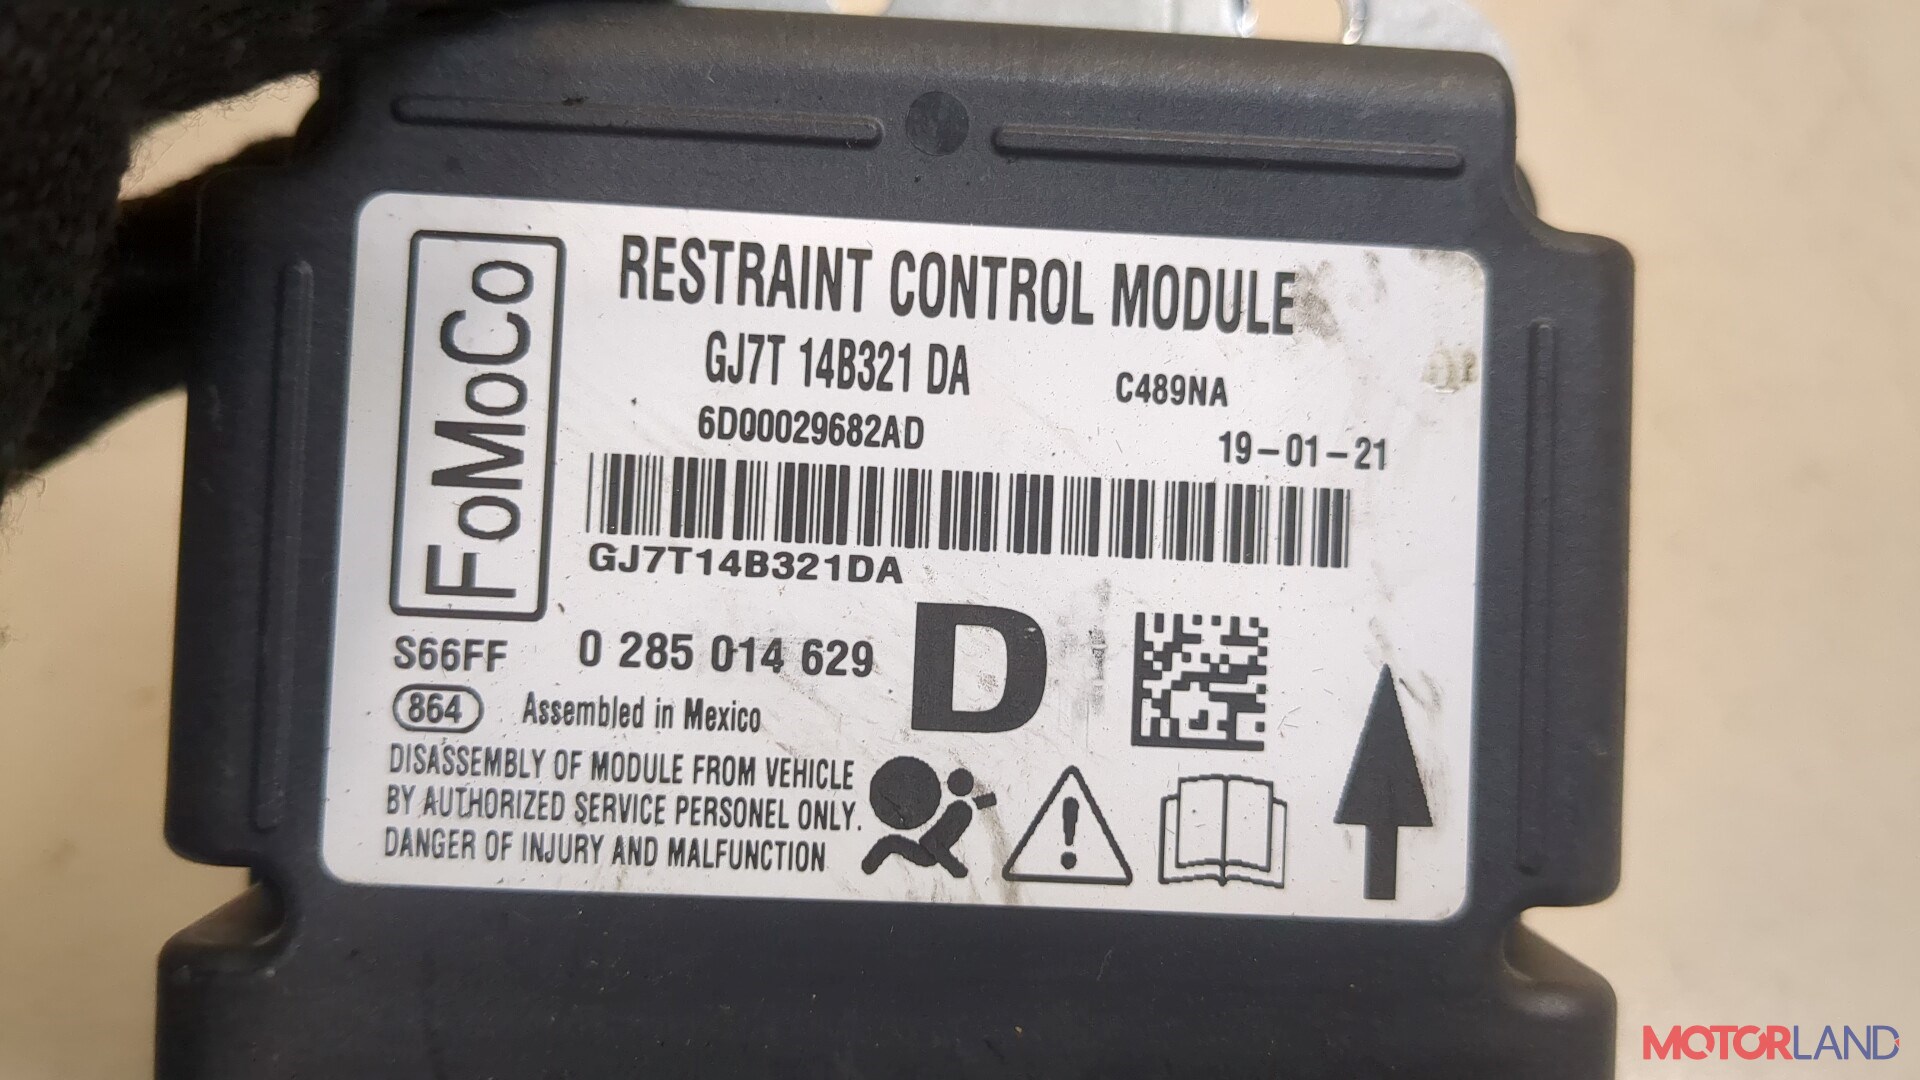 FoMoCo
RESTRAINT CONTROL MODULE
GJ7T 14B321 DA
C489NA
6D00029682AD
19-01-21
GJ7T14B321DA
S66FF
0 285 014 629
D
864
Assembled in Mexico
DISASSEMBLY OF MODULE FROM VEHICLE
BY AUTHORIZED SERVICE PERSONEL ONLY.
DANGER OF INJURY AND MALFUNCTION
MOTORLAND